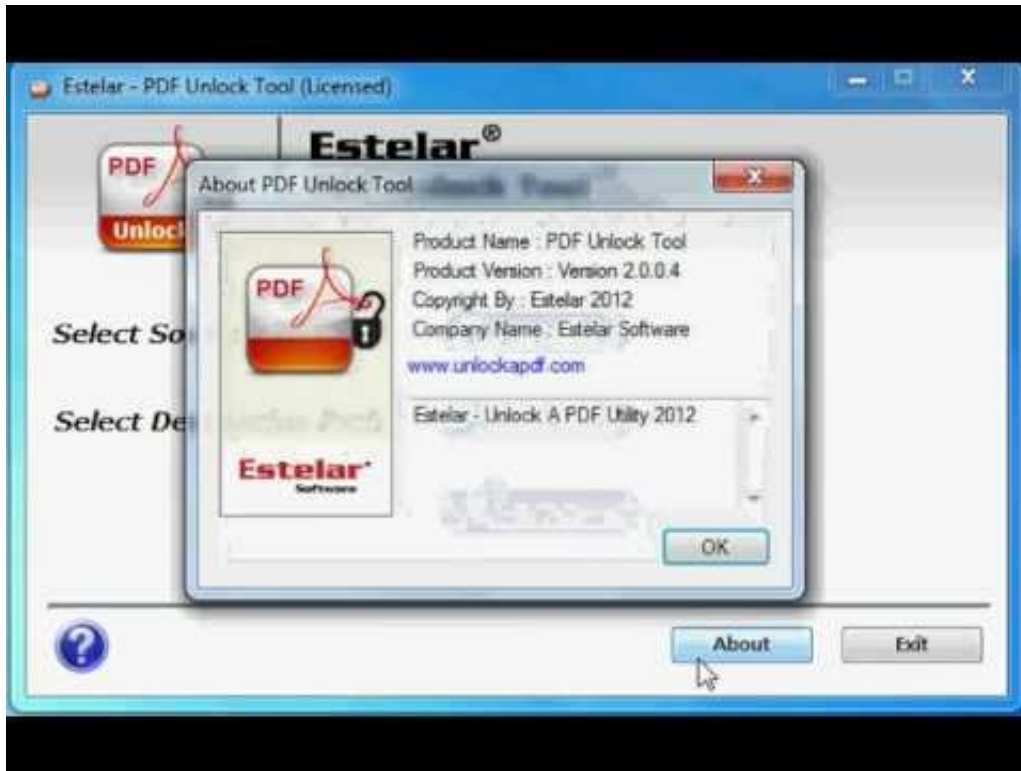 Estelar - PDF Unlock Tool (Licensed)
PDF
Unloc
Estelar®
About PDF Unlock Tool
PDF
Estelar
Software
Product Name : PDF Unlock Tool
Product Version : Version 2.0.0.4
Copyright By : Estelar 2012
Company Name : Estelar Software
www.unlockapdf.com
Estelar - Unlock A PDF Utility 2012
OK
Select So
Select De
About
Exit